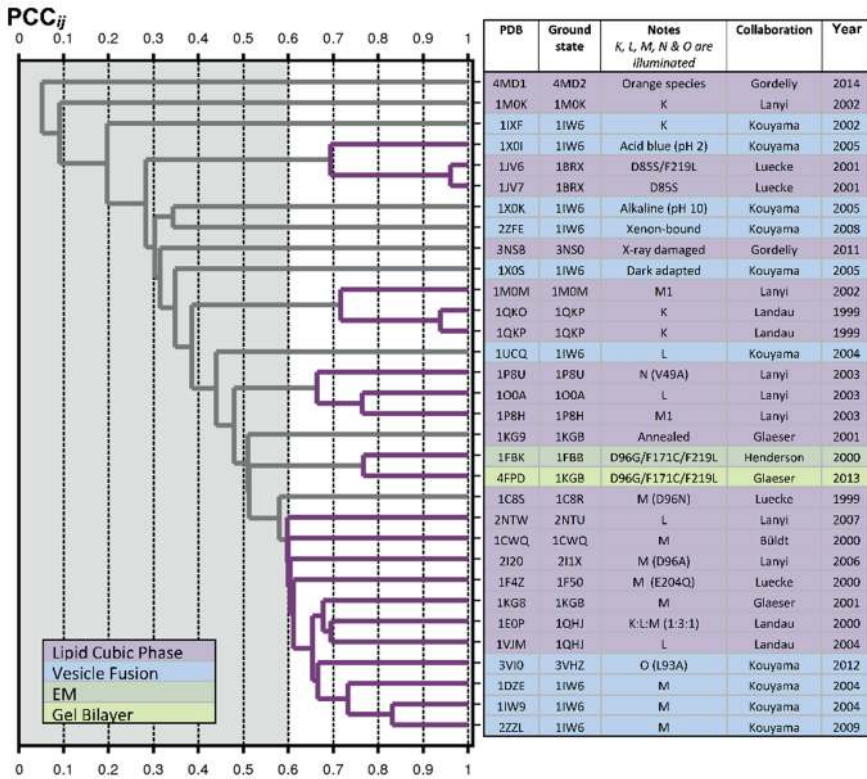 PCCij
0 0.1 0.2 0.3 0.4 0.5 0.6 0.7 0.8 0.9 1
PDB Ground state Notes K, L, M, N & O are illuminated Collaboration Year
4MD1 4MD2 Orange species Gordeliy 2014
1M0K 1M0K K Lanyi 2002
1IXF 1IW6 K Kouyama 2002
1X0I 1IW6 Acid blue (pH 2) Kouyama 2005
1JV6 1BRX D85S/F219L Luecke 2001
1JV7 1BRX D85S Luecke 2001
1X0K 1IW6 Alkaline (pH 10) Kouyama 2005
2ZFE 1IW6 Xenon-bound Kouyama 2008
3NSB 3NS0 X-ray damaged Gordeliy 2011
1X0S 1IW6 Dark adapted Kouyama 2005
1M0M 1M0M M1 Lanyi 2002
1QKO 1QKP K Landau 1999
1QKP 1QKP K Landau 1999
1UCQ 1IW6 L Kouyama 2004
1P8U 1P8U N (V49A) Lanyi 2003
1O0A 1O0A L Lanyi 2003
1P8H 1P8H M1 Lanyi 2003
1KG9 1KGB Annealed Glaeser 2001
1FBK 1FBB D96G/F171C/F219L Henderson 2000
4FPD 1KGB D96G/F171C/F219L Glaeser 2013
1C8S 1C8R M (D96N) Luecke 1999
2NTW 2NTU L Lanyi 2007
1CWQ 1CWQ M Büldt 2000
2I20 2I1X M (D96A) Lanyi 2006
1F4Z 1F50 M (E204Q) Luecke 2000
1KG8 1KGB M Glaeser 2001
1E0P 1QHJ K:L:M (1:3:1) Landau 2000
1VJM 1QHJ L Landau 2004
3VI0 3VHZ O (L93A) Kouyama 2012
1DZE 1IW6 M Kouyama 2004
1IW9 1IW6 M Kouyama 2004
2ZZL 1IW6 M Kouyama 2009
Lipid Cubic Phase
Vesicle Fusion
EM
Gel Bilayer
0 0.1 0.2 0.3 0.4 0.5 0.6 0.7 0.8 0.9 1